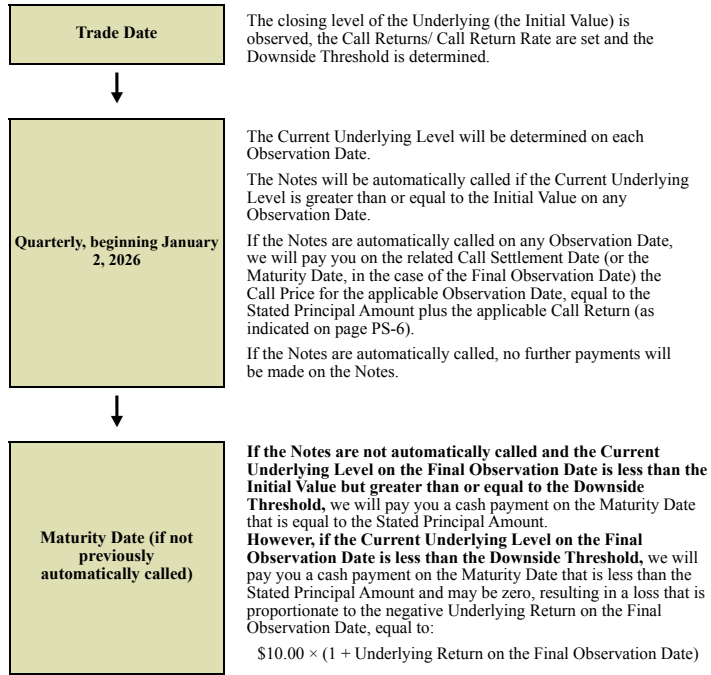 Trade Date
The closing level of the Underlying (the Initial Value) is
observed, the Call Returns/ Call Return Rate are set and the
Downside Threshold is determined.
Quarterly, beginning January
2, 2026
The Current Underlying Level will be determined on each
Observation Date.
The Notes will be automatically called if the Current Underlying
Level is greater than or equal to the Initial Value on any
Observation Date.
If the Notes are automatically called on any Observation Date,
we will pay you on the related Call Settlement Date (or the
Maturity Date, in the case of the Final Observation Date) the
Call Price for the applicable Observation Date, equal to the
Stated Principal Amount plus the applicable Call Return (as
indicated on page PS-6).
If the Notes are automatically called, no further payments will
be made on the Notes.
Maturity Date (if not
previously
automatically called)
If the Notes are not automatically called and the Current
Underlying Level on the Final Observation Date is less than the
Initial Value but greater than or equal to the Downside
Threshold, we will pay you a cash payment on the Maturity Date
that is equal to the Stated Principal Amount.
However, if the Current Underlying Level on the Final
Observation Date is less than the Downside Threshold, we will
pay you a cash payment on the Maturity Date that is less than the
Stated Principal Amount and may be zero, resulting in a loss that is
proportionate to the negative Underlying Return on the Final
Observation Date, equal to:
$10.00 × (1 + Underlying Return on the Final Observation Date)